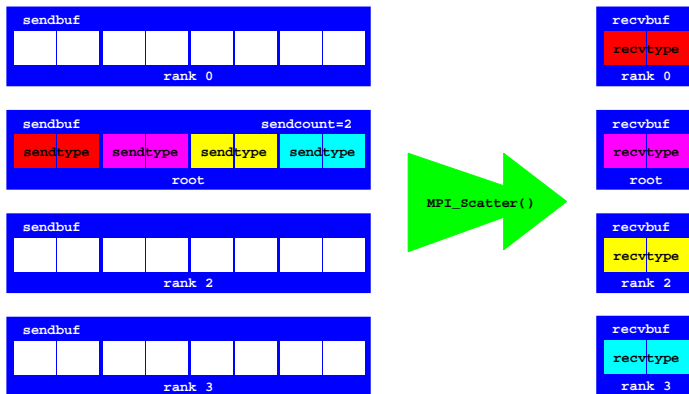 sendbuf
rank 0
recvbuf
recvtype
rank 0
sendbuf sendcount=2
sendtype sendtype sendtype sendtype
root
recvbuf
recvtype
root
MPI_Scatter()
sendbuf
rank 2
recvbuf
recvtype
rank 2
sendbuf
rank 3
recvbuf
recvtype
rank 3